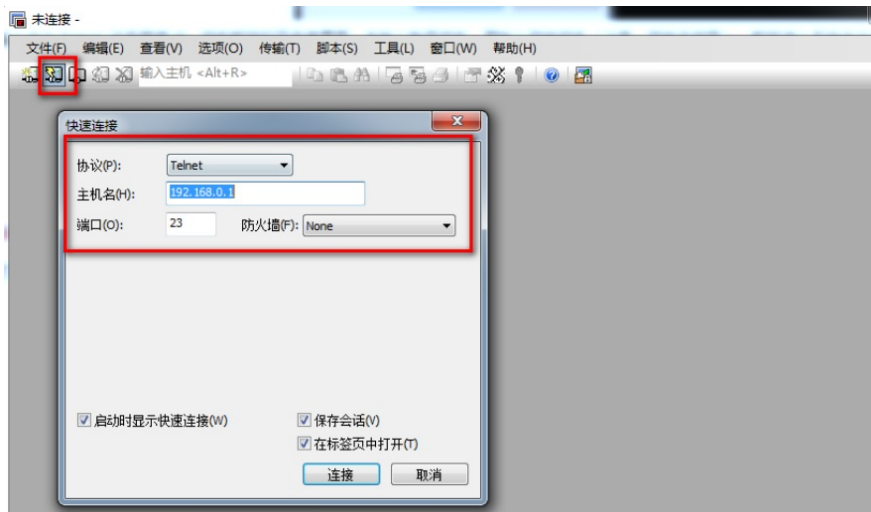 未连接 -
文件(F) 编辑(E) 查看(V) 选项(O) 传输(T) 脚本(S) 工具(L) 窗口(W) 帮助(H)
输入主机 <Alt+R>
快速连接
协议(P): Telnet
主机名(H): 192.168.0.1
端口(O): 23 防火墙(F): None
启动时显示快速连接(W) 保存会话(V)
在标签页中打开(T)
连接 取消